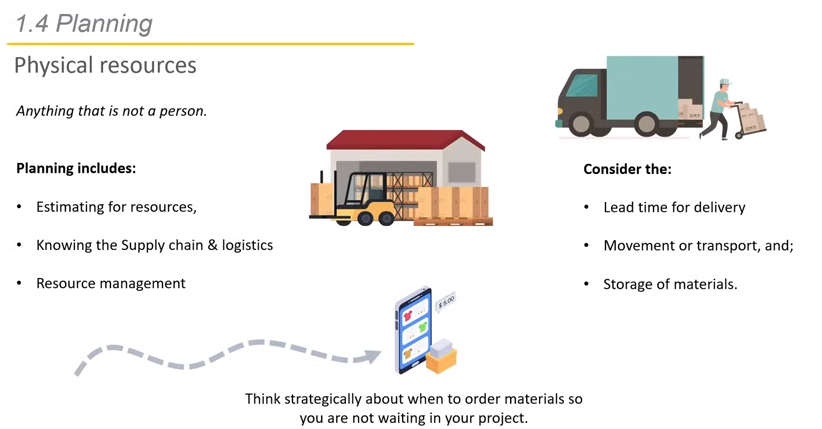 1.4 Planning
Physical resources
Anything that is not a person.
Planning includes:
• Estimating for resources,
• Knowing the Supply chain & logistics
• Resource management
Consider the:
• Lead time for delivery
• Movement or transport, and;
• Storage of materials.
Think strategically about when to order materials so
you are not waiting in your project.